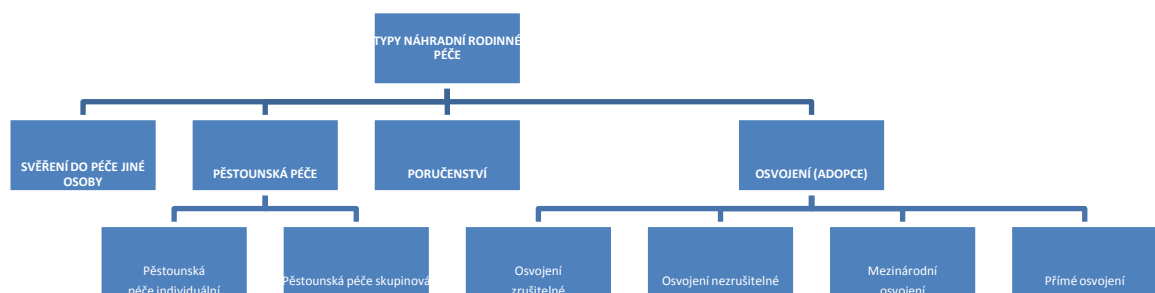 TYPY NÁHRADNÍ RODINNÉ
PÉČE
SVĚŘENÍ DO PÉČE JINÉ
OSOBY
PĚSTOUNSKÁ PÉČE
PORUČENSTVÍ
OSVOJENÍ (ADOPCE)
Pěstounská
péče individuální
Pěstounská péče skupinová
Osvojení
zrušitelné
Osvojení nezrušitelné
Mezinárodní
osvojení
Přímé osvojení